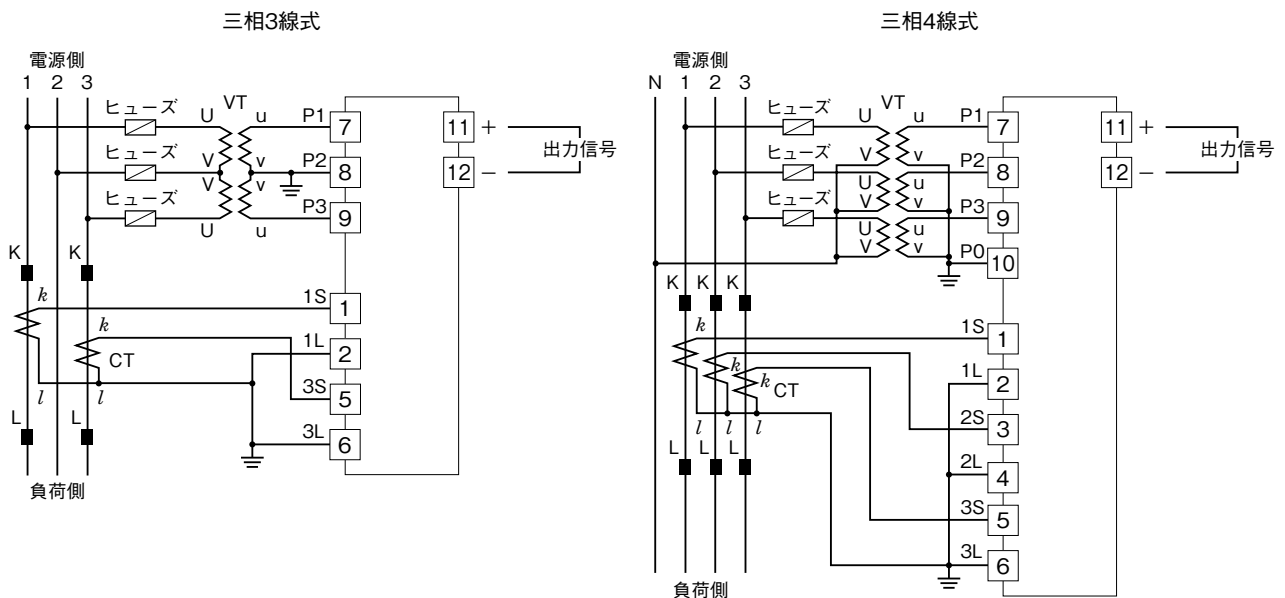 三相3線式
電源側
1 2 3
ヒューズ U VT u P1 7 11 +
ヒューズ V v P2 8 12 − 出力信号
V v
ヒューズ U u P3 9
K K
k 1S 1
k CT 1L 2
l l 3S 5
L L 3L 6
負荷側
三相4線式
電源側
N 1 2 3
ヒューズ U VT u P1 7 11 +
V v
ヒューズ U u P2 8 12 − 出力信号
V v
ヒューズ U u P3 9
V v P0 10
K K K
k 1S 1
k k CT 1L 2
l l l 2S 3
L L L 2L 4
3S 5
3L 6
負荷側